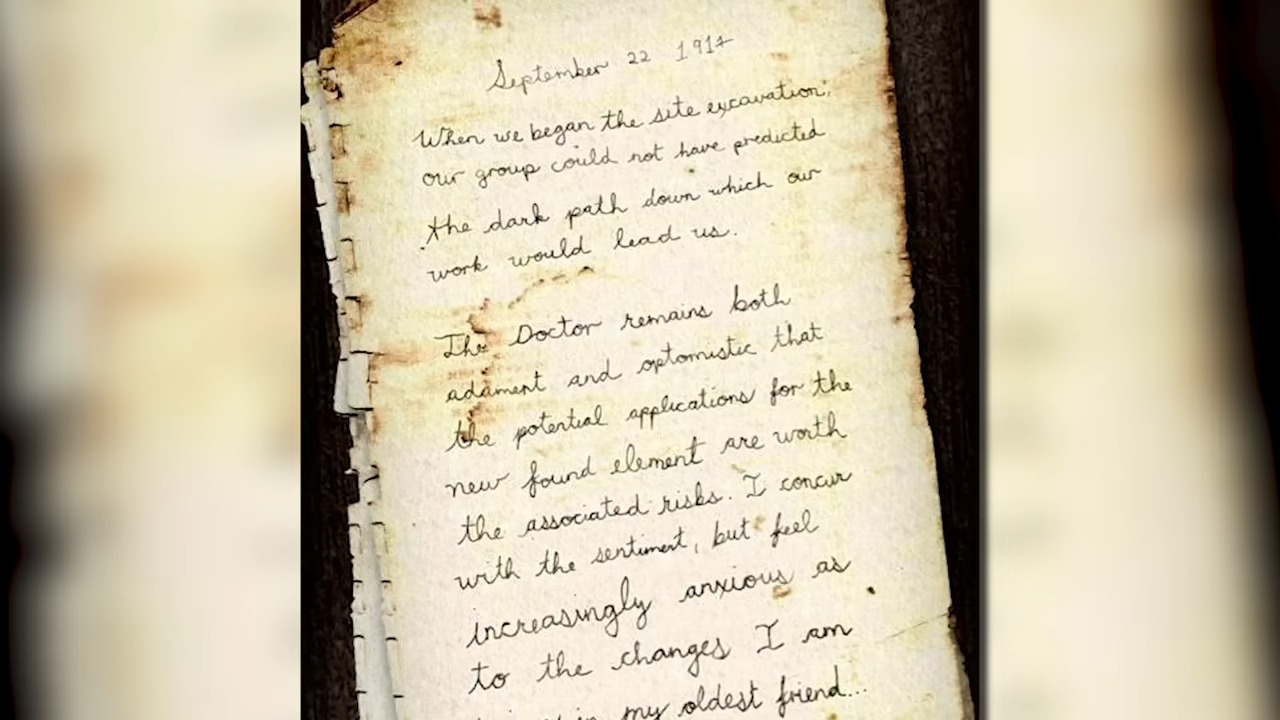 September 22 1917
When we began the site excavation,
our group could not have predicted
the dark path down which our
work would lead us.
The Doctor remains both
adament and optomistic that
the potential applications for the
new found element are worth
the associated risks. I concur
with the sentiment, but feel
increasingly anxious as
to the changes I am
in my oldest friend...